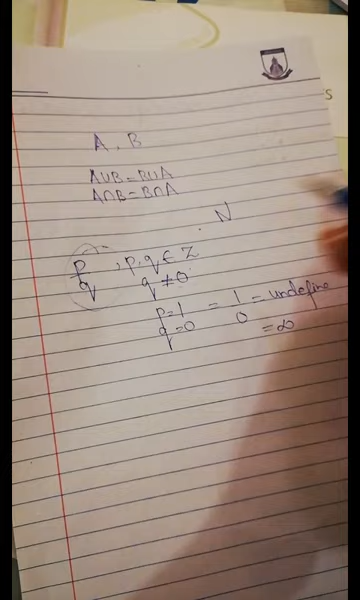 S
A, B
A∪B=B∪A
A∩B=B∩A
N
p/q, p,q ∈ Z
q ≠ 0
p=1
q=0
= 1/0 = undefine
= ∞